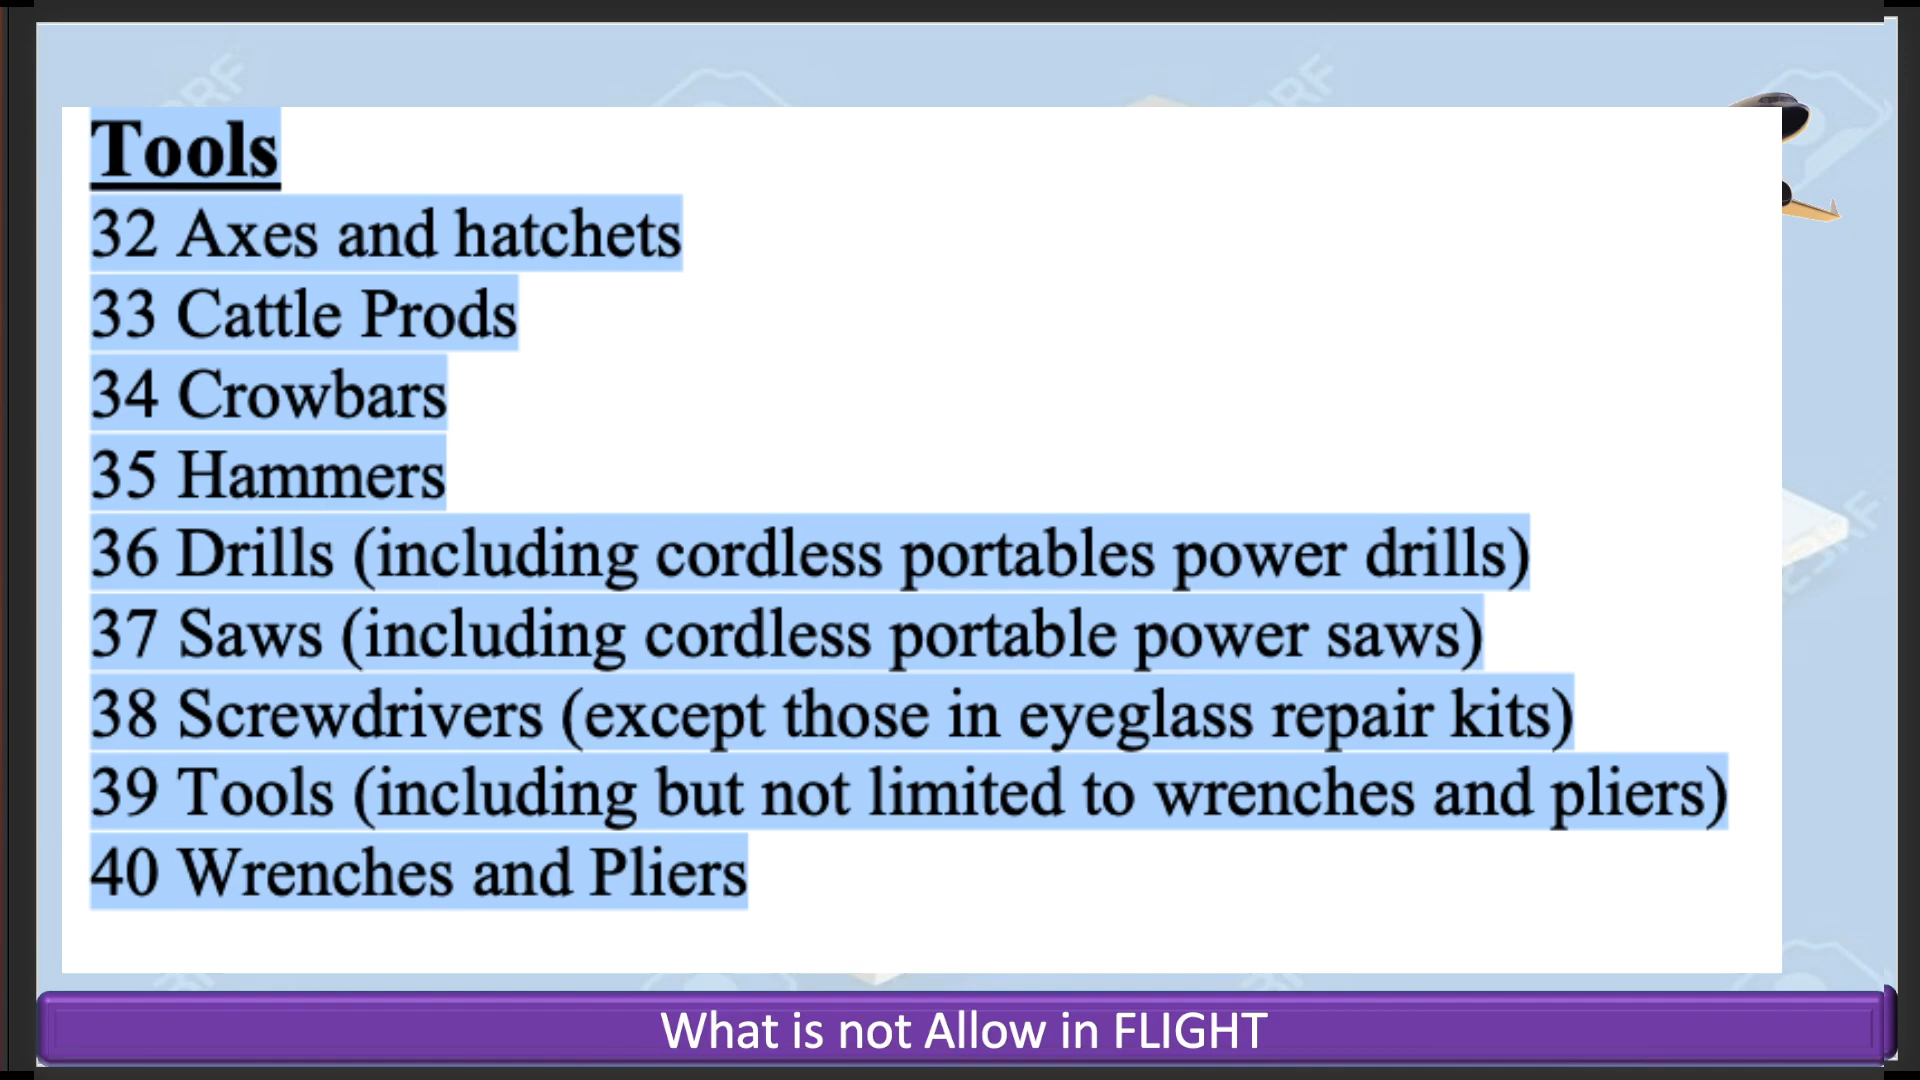 Tools
32 Axes and hatchets
33 Cattle Prods
34 Crowbars
35 Hammers
36 Drills (including cordless portables power drills)
37 Saws (including cordless portable power saws)
38 Screwdrivers (except those in eyeglass repair kits)
39 Tools (including but not limited to wrenches and pliers)
40 Wrenches and Pliers
What is not Allow in FLIGHT